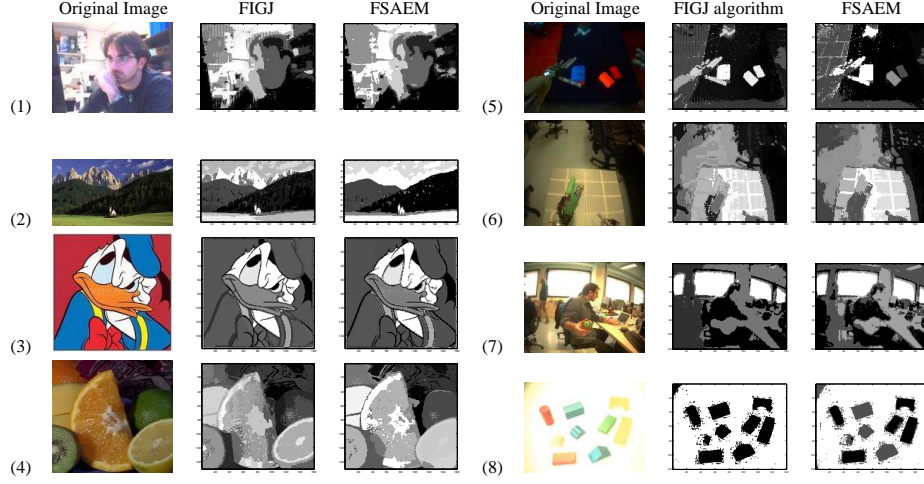 Original Image FIGJ FSAEM Original Image FIGJ algorithm FSAEM
(1) (5)
(2) (6)
(3) (7)
(4) (8)